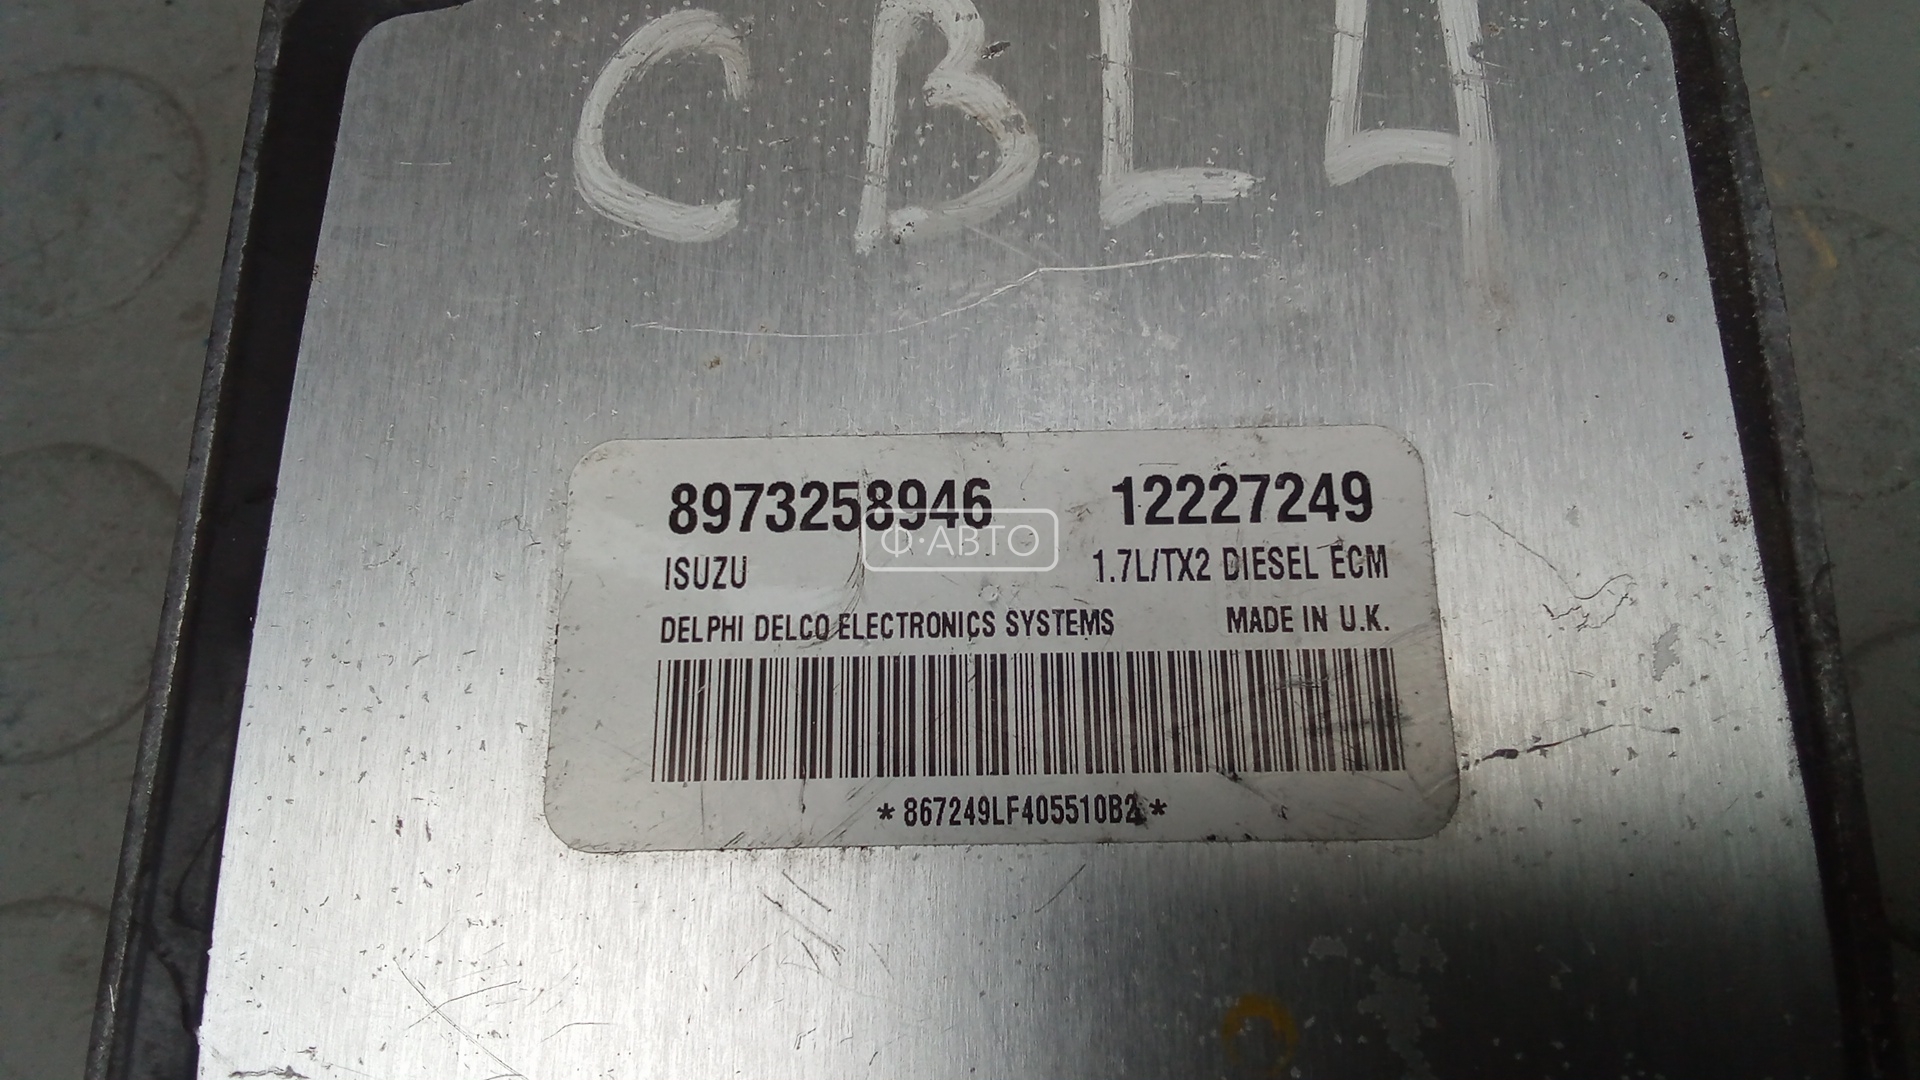 CBL4
8973258946 12227249
Ф·АВТО
ISUZU 1.7L/TX2 DIESEL ECM
DELPHI DELCO ELECTRONICS SYSTEMS MADE IN U.K.
*867249LF405510B2*